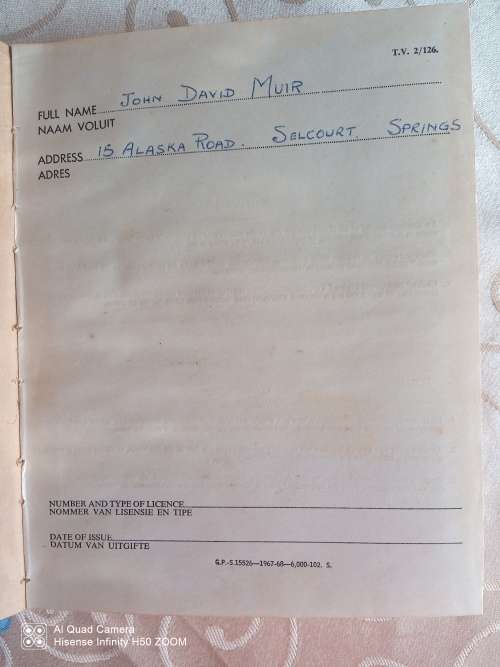 T.V. 2/126.
FULL NAME JOHN DAVID MUIR
NAAM VOLUIT
ADDRESS 15 ALASKA ROAD. SELCOURT SPRINGS
ADRES
NUMBER AND TYPE OF LICENCE
NOMMER VAN LISENSIE EN TIPE
DATE OF ISSUE
DATUM VAN UITGIFTE
G.P.-S.15526—1967-68—6,000-102. S.
AI Quad Camera
Hisense Infinity H50 ZOOM